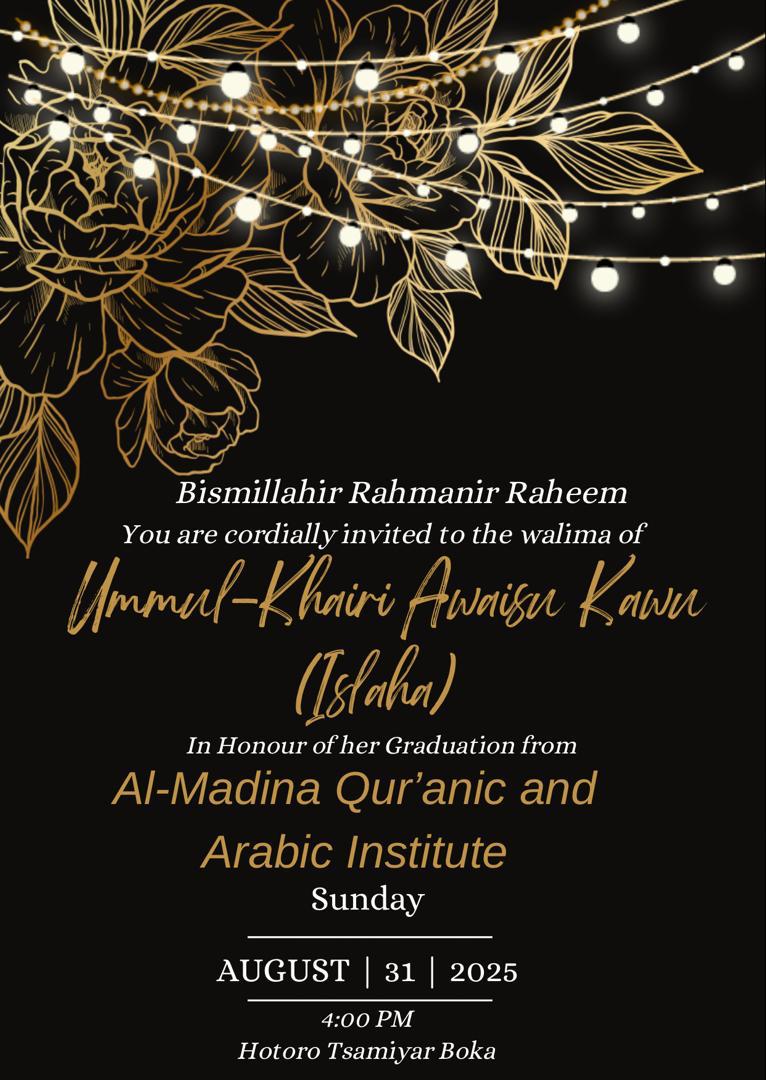 Bismillahir Rahmanir Raheem
You are cordially invited to the walima of
Ummul-Khairi Awaisu Kawu
(Islaha)
In Honour of her Graduation from
Al-Madina Qur’anic and
Arabic Institute
Sunday
AUGUST | 31 | 2025
4:00 PM
Hotoro Tsamiyar Boka